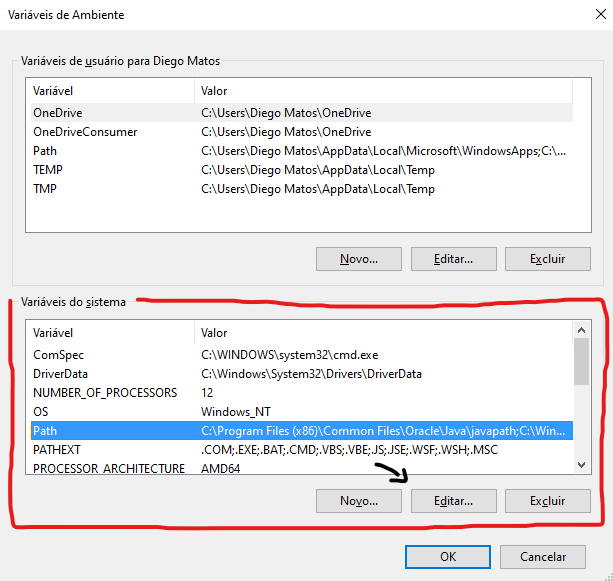 Variáveis de Ambiente
Variáveis de usuário para Diego Matos
Variável Valor
OneDrive C:\Users\Diego Matos\OneDrive
OneDriveConsumer C:\Users\Diego Matos\OneDrive
Path C:\Users\Diego Matos\AppData\Local\Microsoft\WindowsApps;C:\...
TEMP C:\Users\Diego Matos\AppData\Local\Temp
TMP C:\Users\Diego Matos\AppData\Local\Temp
Novo... Editar... Excluir
Variáveis do sistema
Variável Valor
ComSpec C:\WINDOWS\system32\cmd.exe
DriverData C:\Windows\System32\Drivers\DriverData
NUMBER_OF_PROCESSORS 12
OS Windows_NT
Path C:\Program Files (x86)\Common Files\Oracle\Java\javapath;C:\Win...
PATHEXT .COM;.EXE;.BAT;.CMD;.VBS;.VBE;.JS;.JSE;.WSF;.WSH;.MSC
PROCESSOR_ARCHITECTURE AMD64
Novo... Editar... Excluir
OK Cancelar